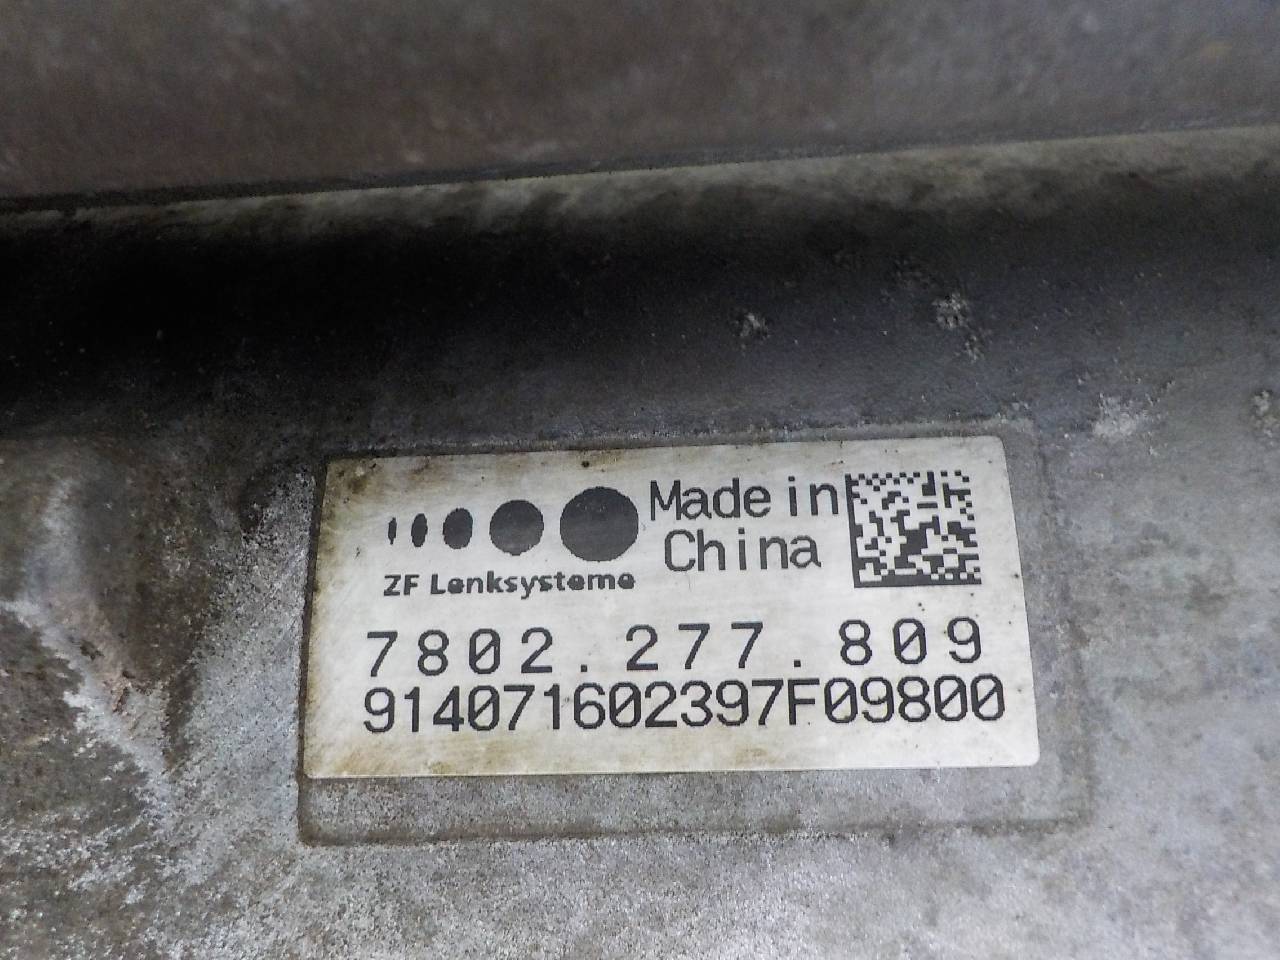 Made in
China
ZF Lenksysteme
7802.277.809
914071602397F09800